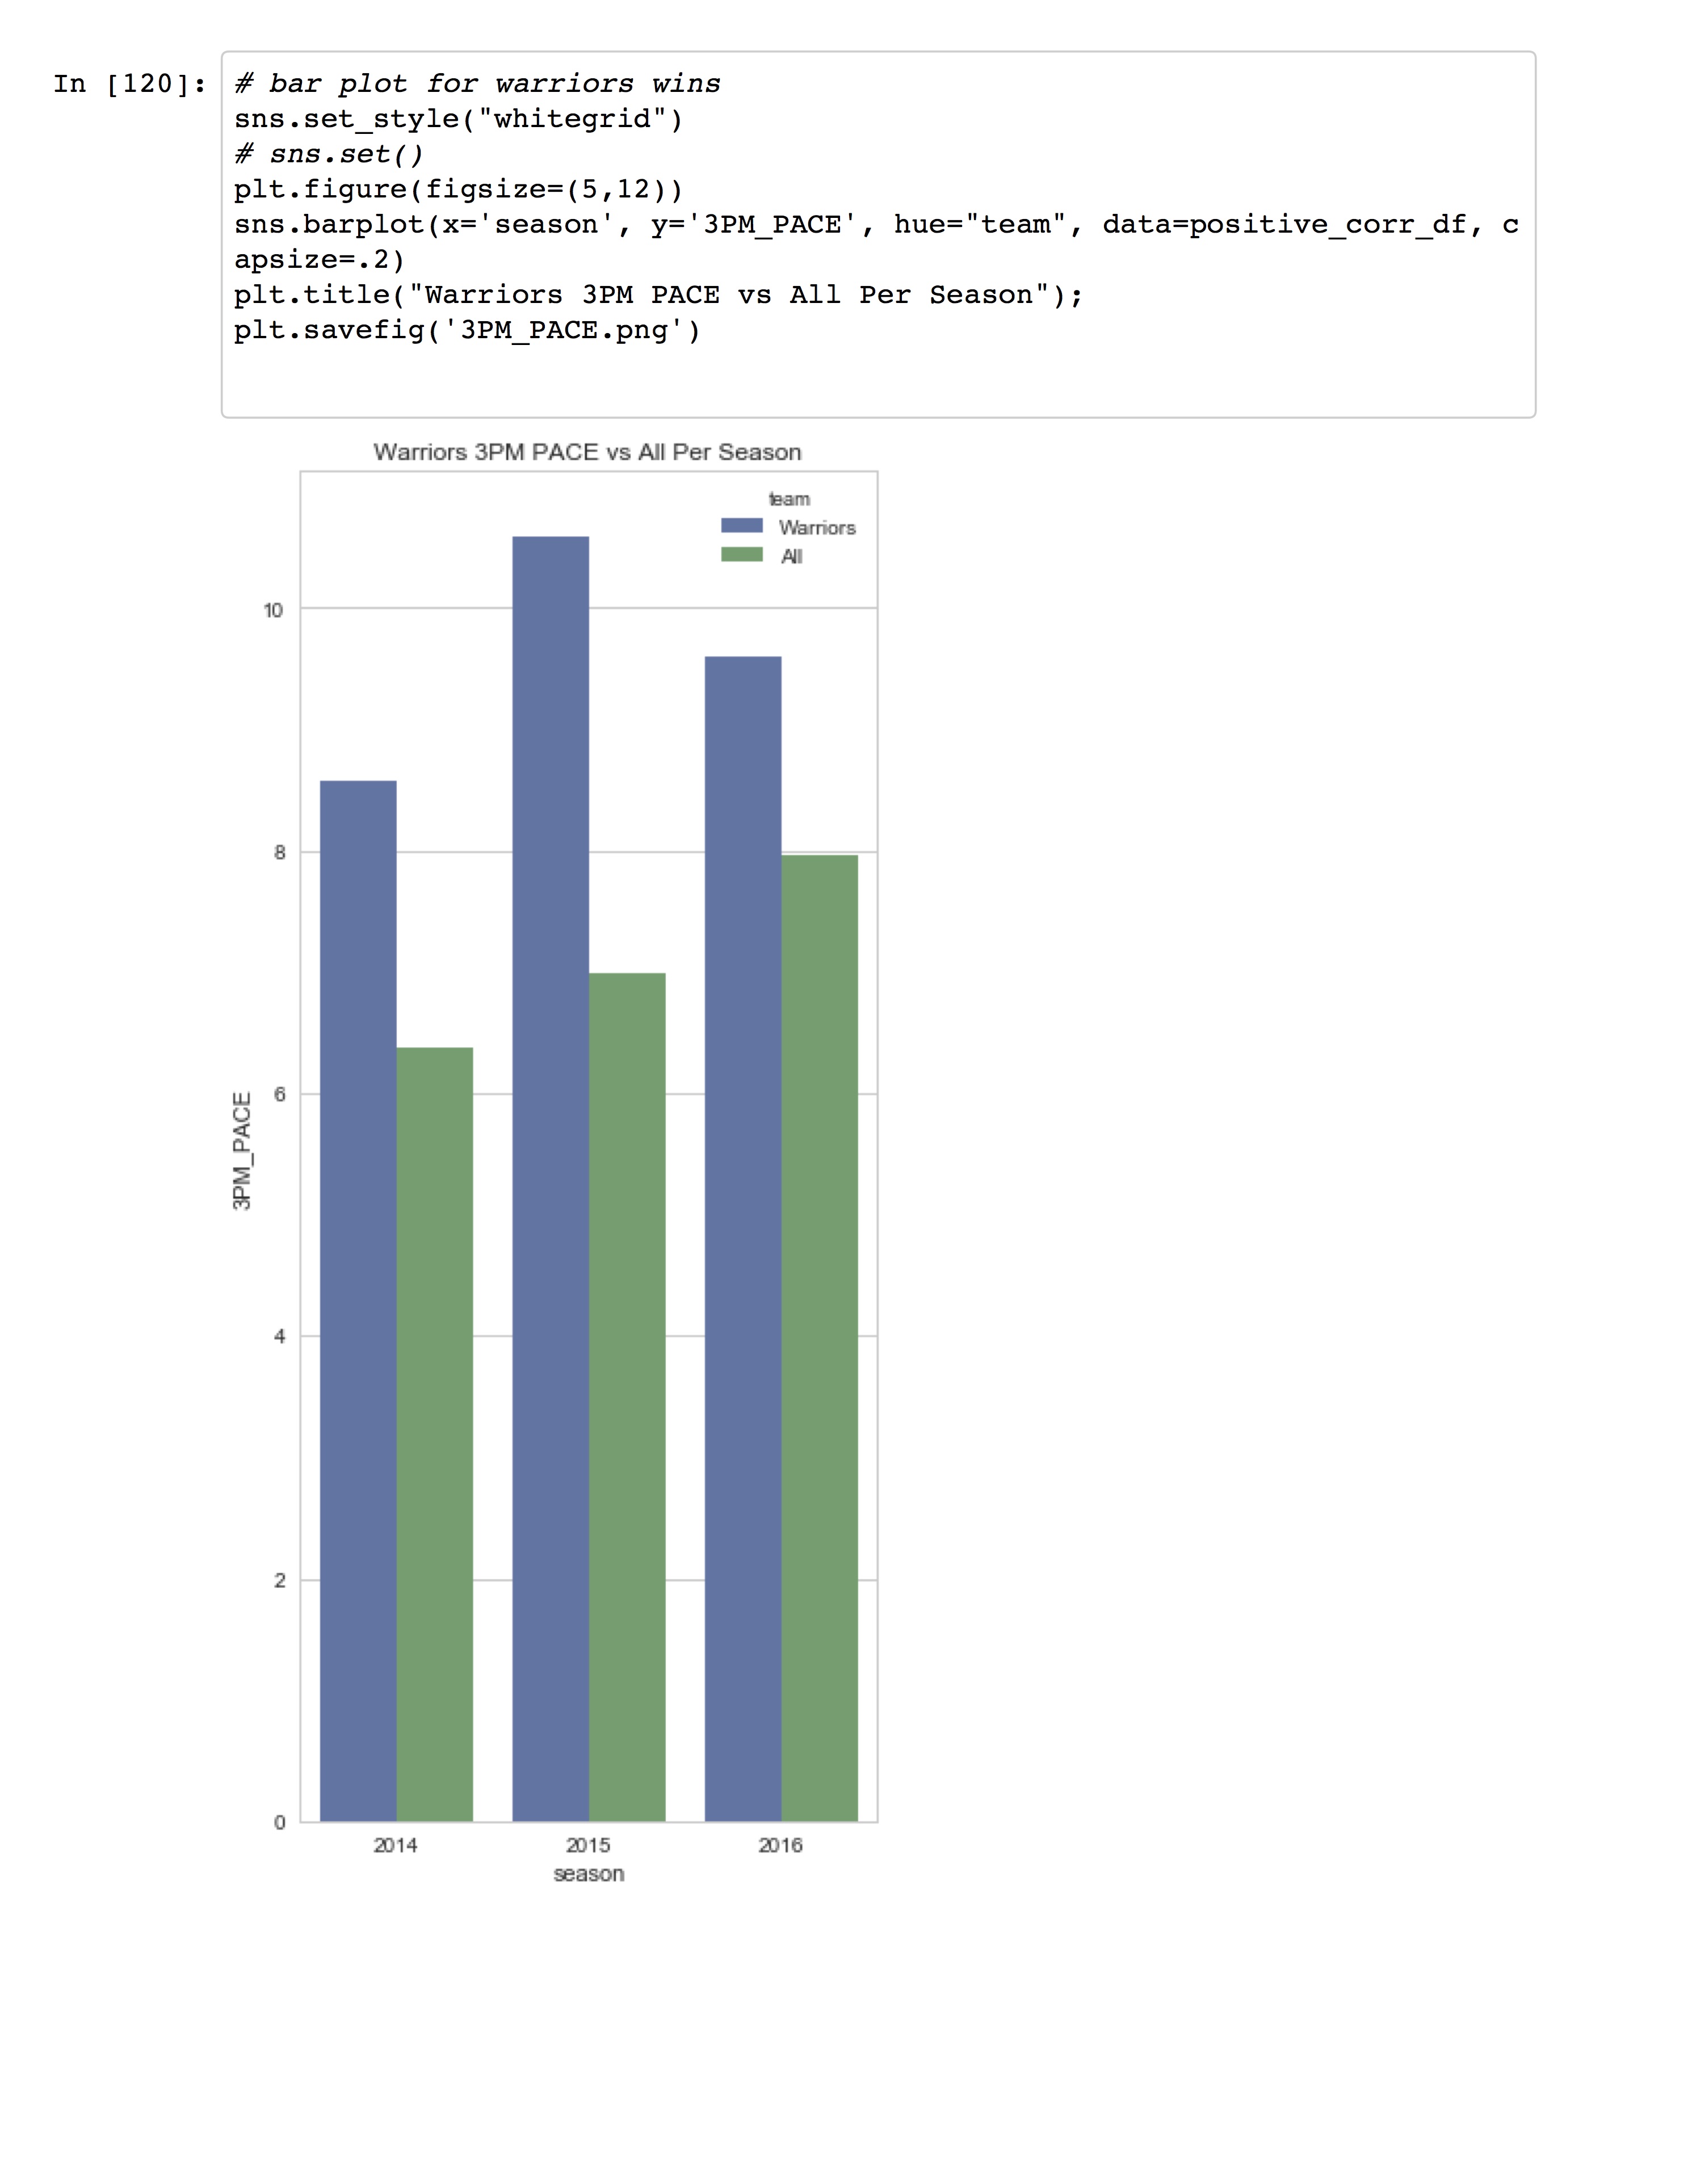 In [120]: # bar plot for warriors wins
sns.set_style("whitegrid")
# sns.set()
plt.figure(figsize=(5,12))
sns.barplot(x='season', y='3PM_PACE', hue="team", data=positive_corr_df, c
apsize=.2)
plt.title("Warriors 3PM PACE vs All Per Season");
plt.savefig('3PM_PACE.png')
Warriors 3PM PACE vs All Per Season
team
Warriors
All
10
8
6
4
2
0
3PM_PACE
2014 2015 2016
season